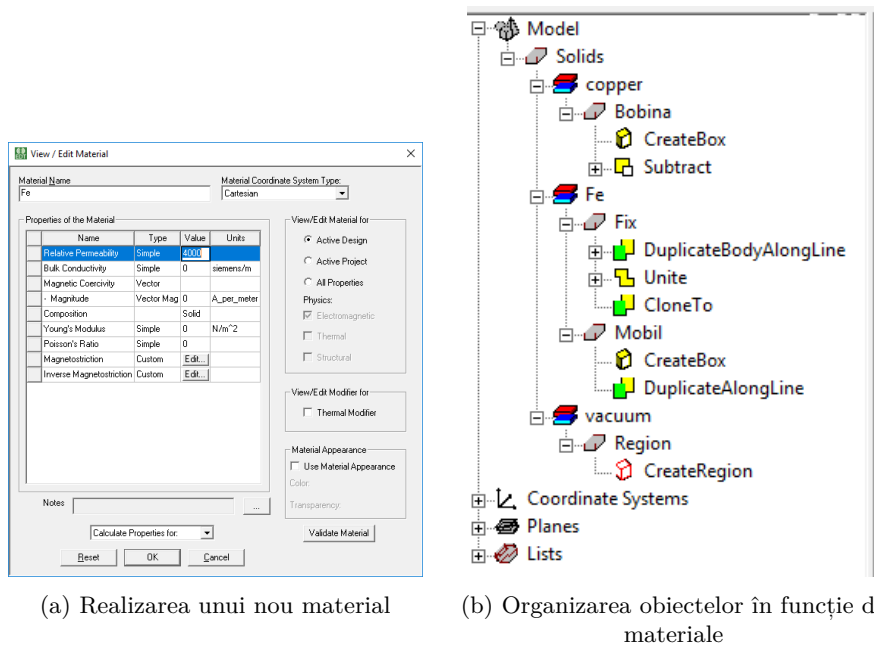 View / Edit Material
Material Name
Material Coordinate System Type:
Fe
Cartesian
Properties of the Material
Name Type Value Units
Relative Permeability Simple 4000
Bulk Conductivity Simple 0 siemens/m
Magnetic Coercivity Vector
- Magnitude Vector Mag 0 A_per_meter
Composition Solid
Young's Modulus Simple 0 N/m^2
Poisson's Ratio Simple 0
Magnetostriction Custom Edit...
Inverse Magnetostriction Custom Edit...
View/Edit Material for
Active Design
Active Project
All Properties
Physics:
Electromagnetic
Thermal
Structural
View/Edit Modifier for
Thermal Modifier
Material Appearance
Use Material Appearance
Color:
Transparency:
Notes
...
Calculate Properties for:
Validate Material
Reset OK Cancel
(a) Realizarea unui nou material
Model
Solids
copper
Bobina
CreateBox
Subtract
Fe
Fix
DuplicateBodyAlongLine
Unite
CloneTo
Mobil
CreateBox
DuplicateAlongLine
vacuum
Region
CreateRegion
Coordinate Systems
Planes
Lists
(b) Organizarea obiectelor în funcție d
materiale